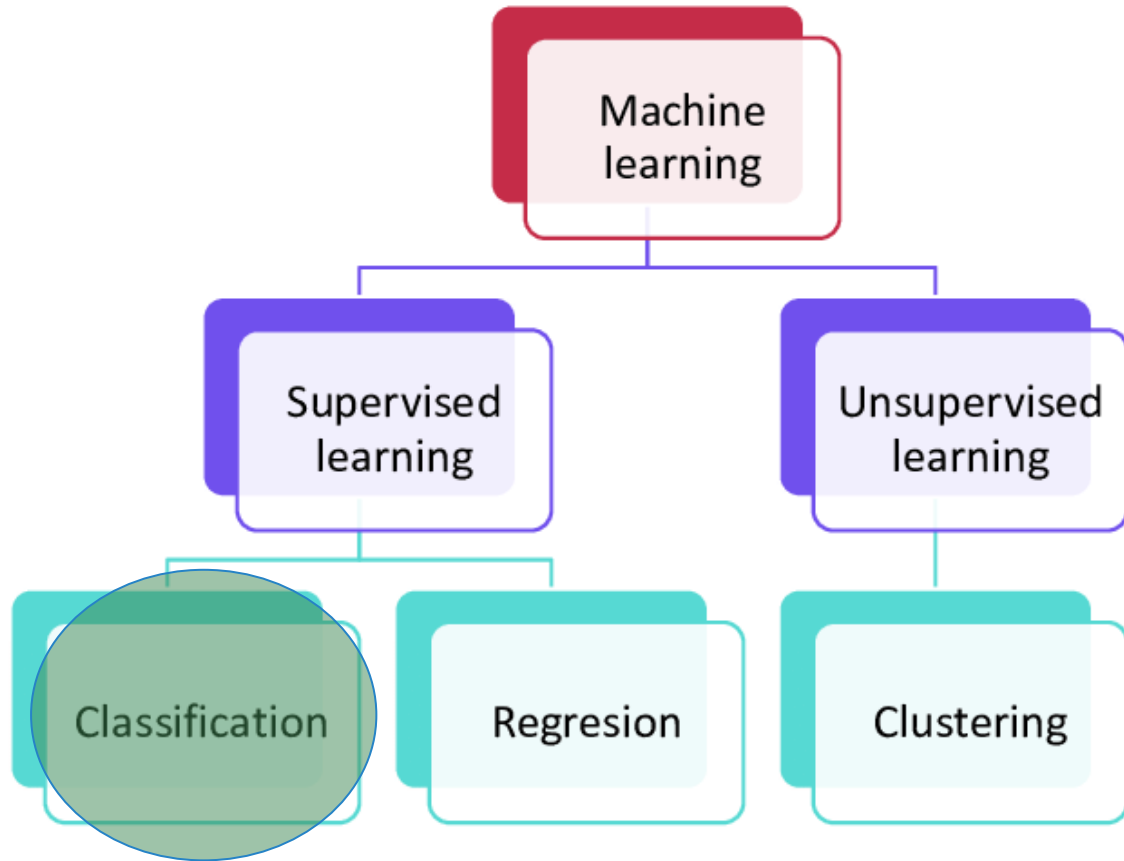 Machine
learning
Supervised
learning
Unsupervised
learning
Classification
Regresion
Clustering